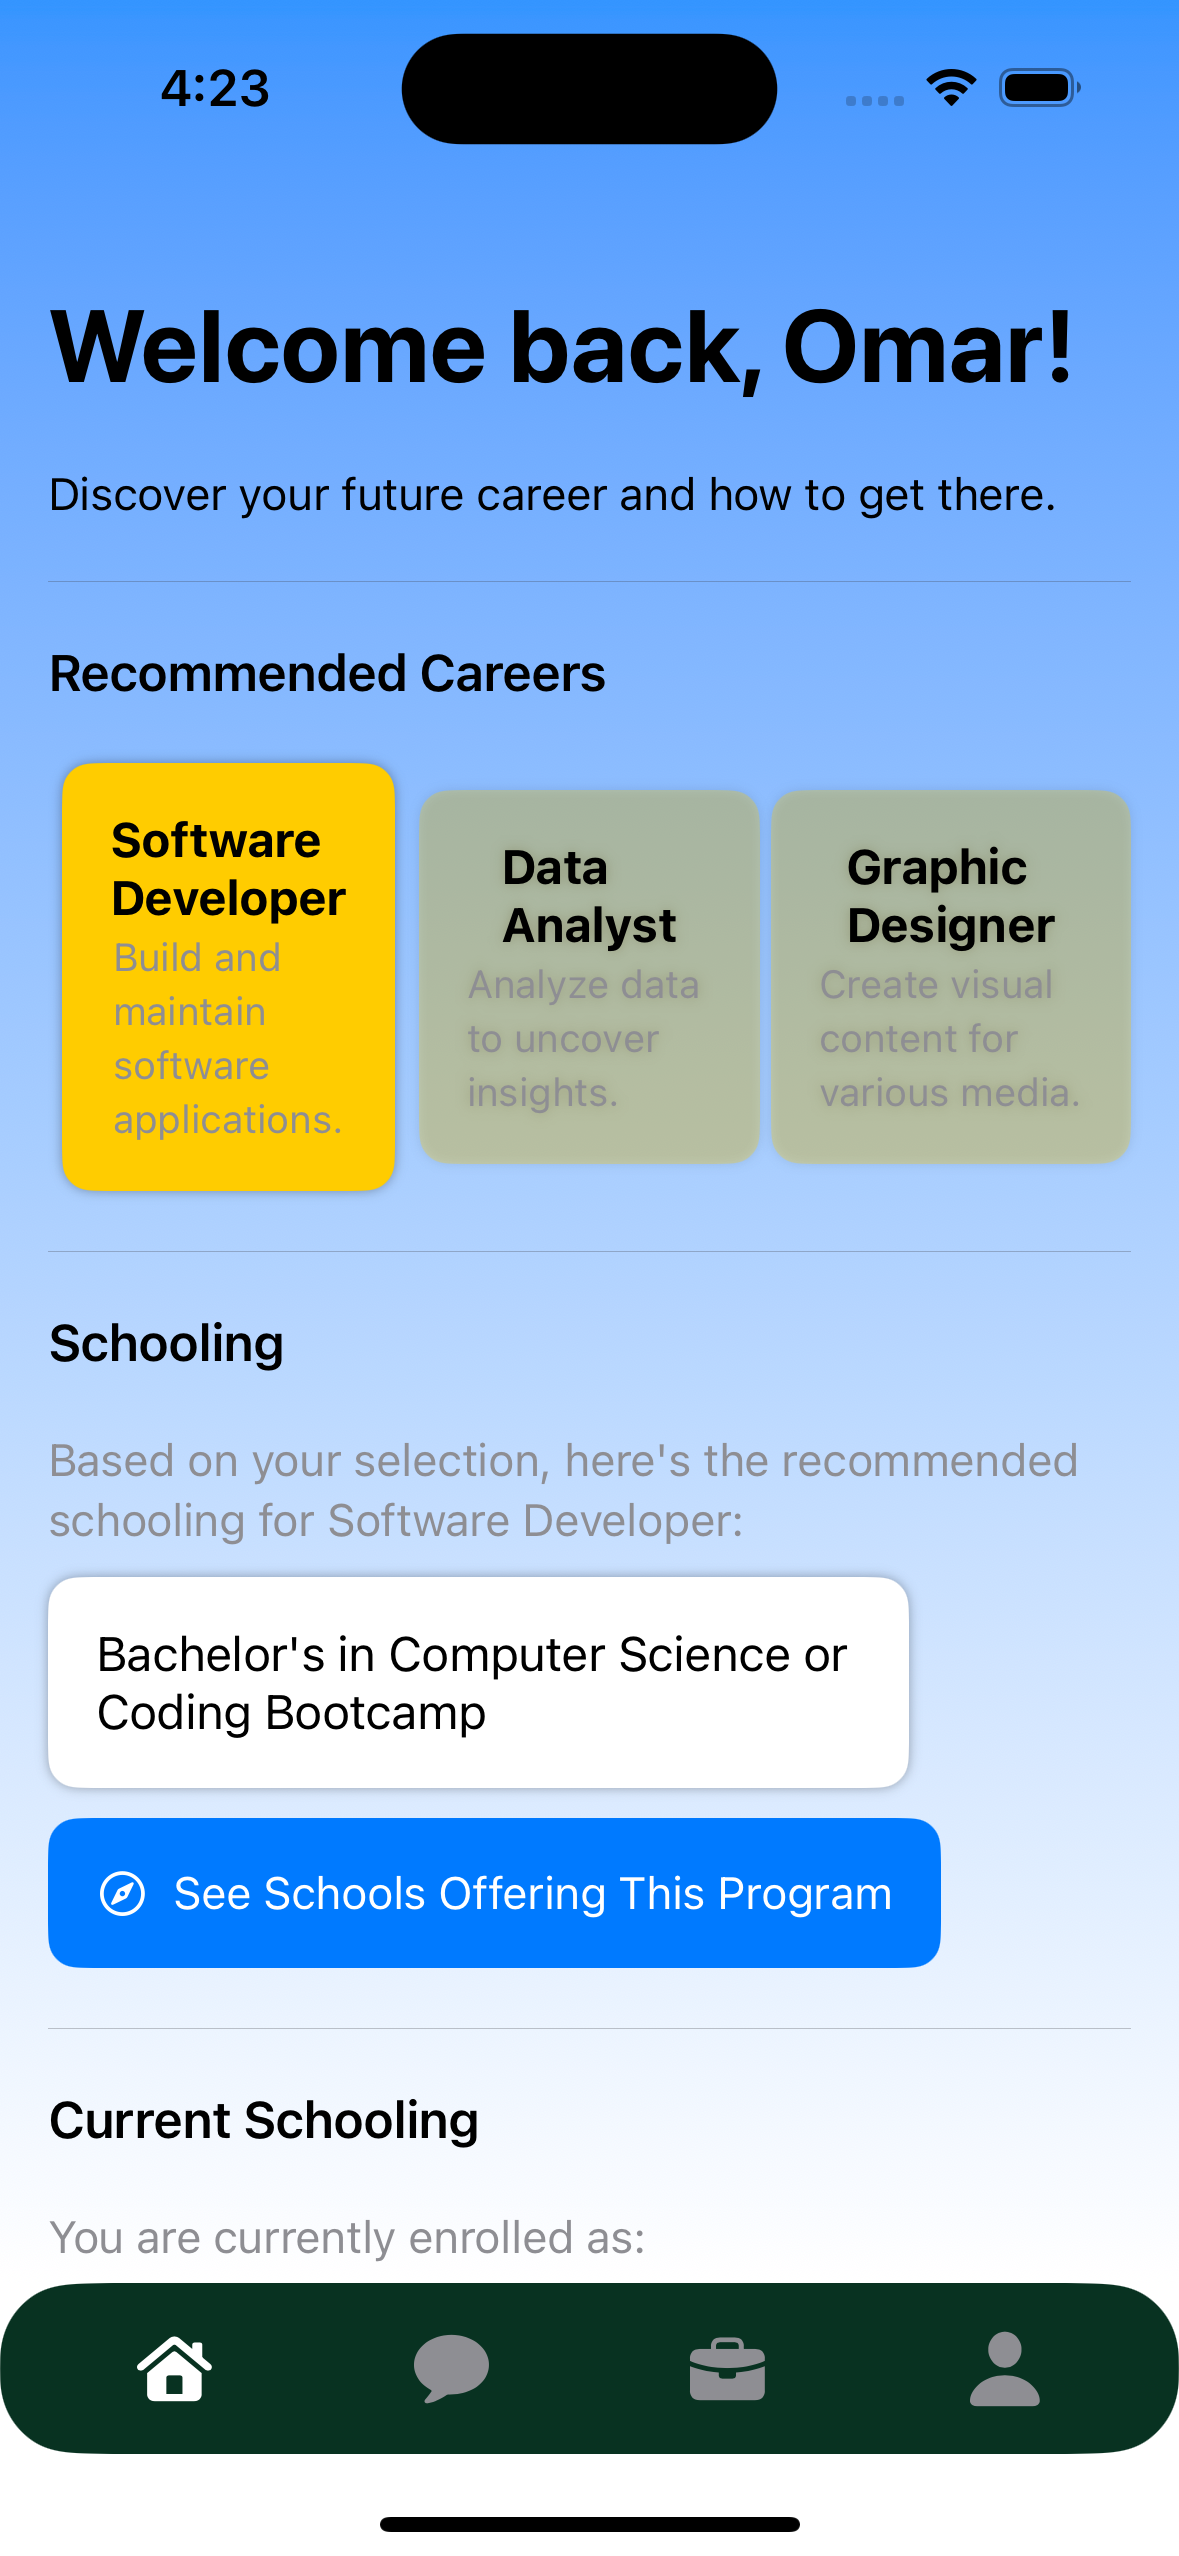 4:23
Welcome back, Omar!
Discover your future career and how to get there.
Recommended Careers
Software
Developer
Build and
maintain
software
applications.
Data
Analyst
Analyze data
to uncover
insights.
Graphic
Designer
Create visual
content for
various media.
Schooling
Based on your selection, here's the recommended
schooling for Software Developer:
Bachelor's in Computer Science or
Coding Bootcamp
See Schools Offering This Program
Current Schooling
You are currently enrolled as: